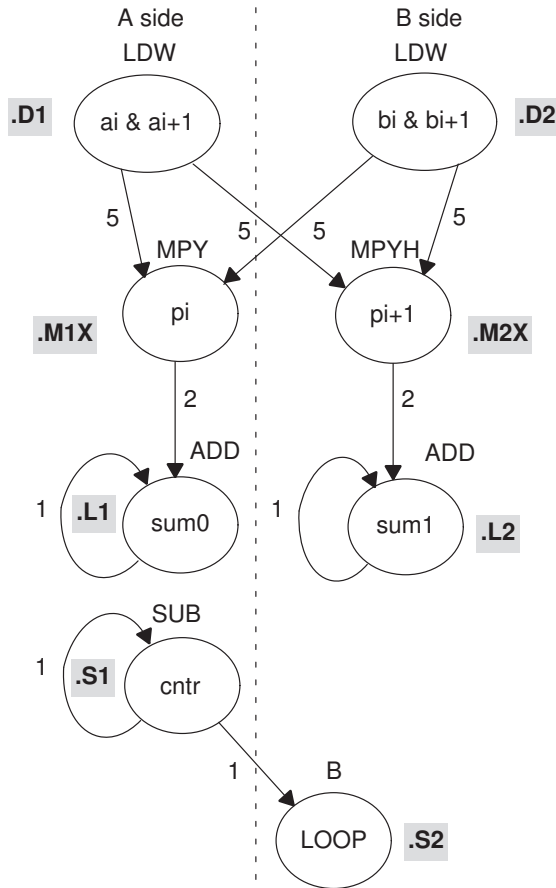 A side B side
LDW LDW
.D1 ai & ai+1 bi & bi+1 .D2
5 5 5 5
MPY MPYH
pi pi+1
.M1X .M2X
2 2
ADD ADD
1 .L1 sum0 1 sum1 .L2
SUB
1 .S1 cntr
1 B
LOOP .S2